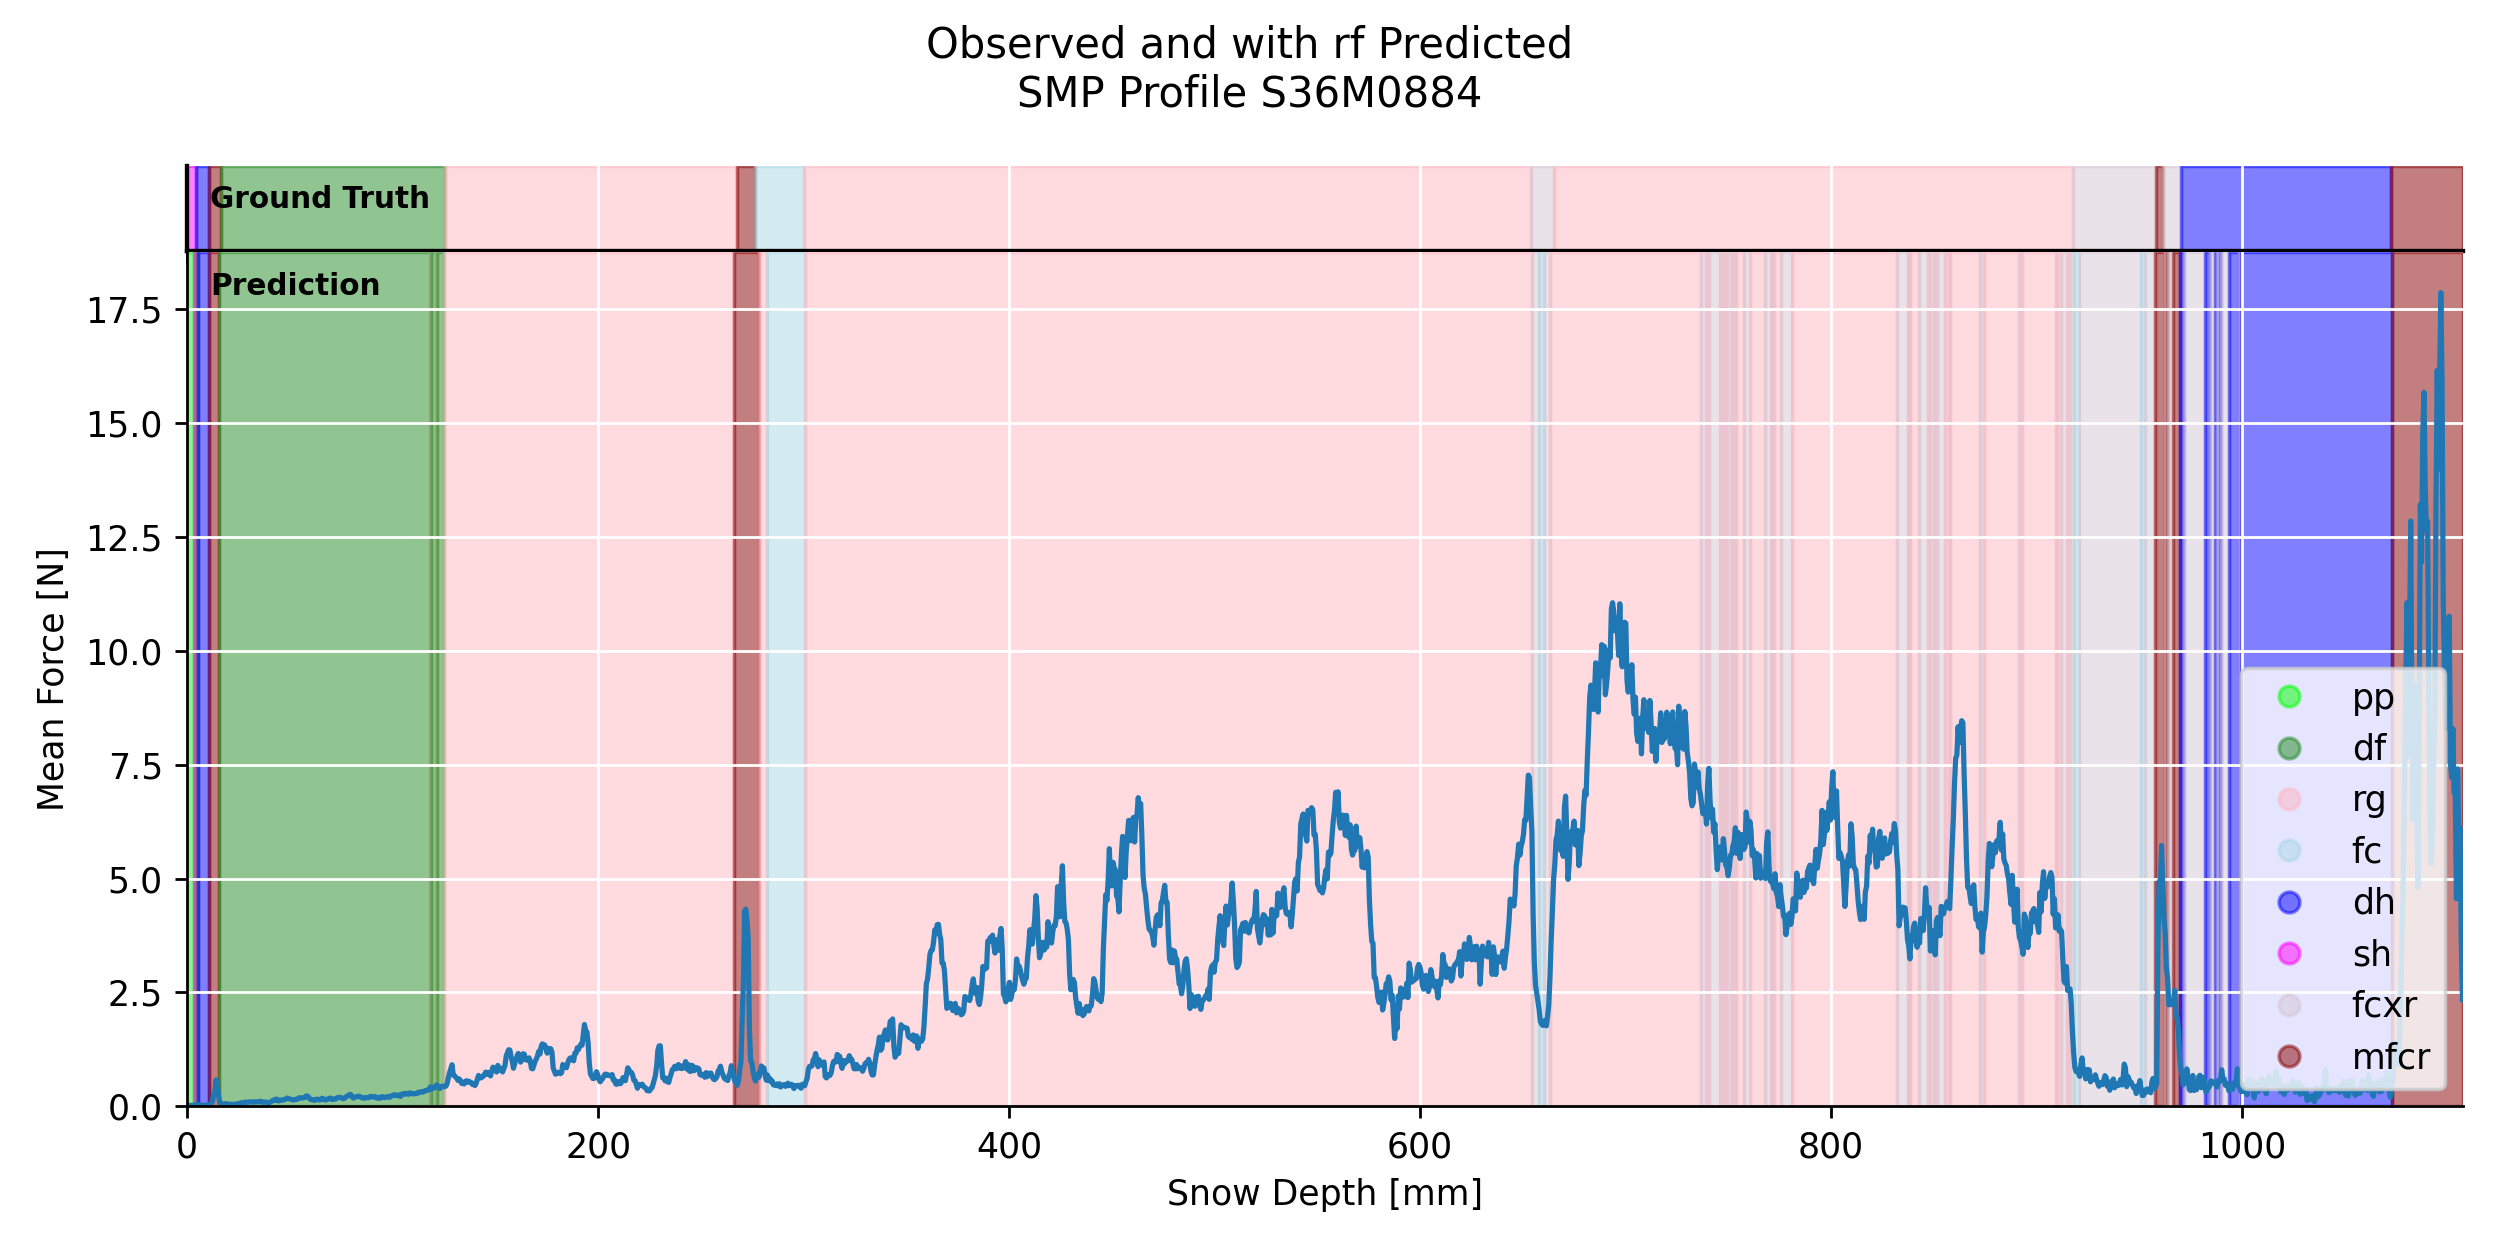 Observed and with rf Predicted
SMP Profile S36M0884
Ground Truth
Prediction
17.5
15.0
12.5
10.0
7.5
5.0
2.5
0.0
Mean Force [N]
0
200
400
600
800
1000
Snow Depth [mm]
pp
df
rg
fc
dh
sh
fcxr
mfcr